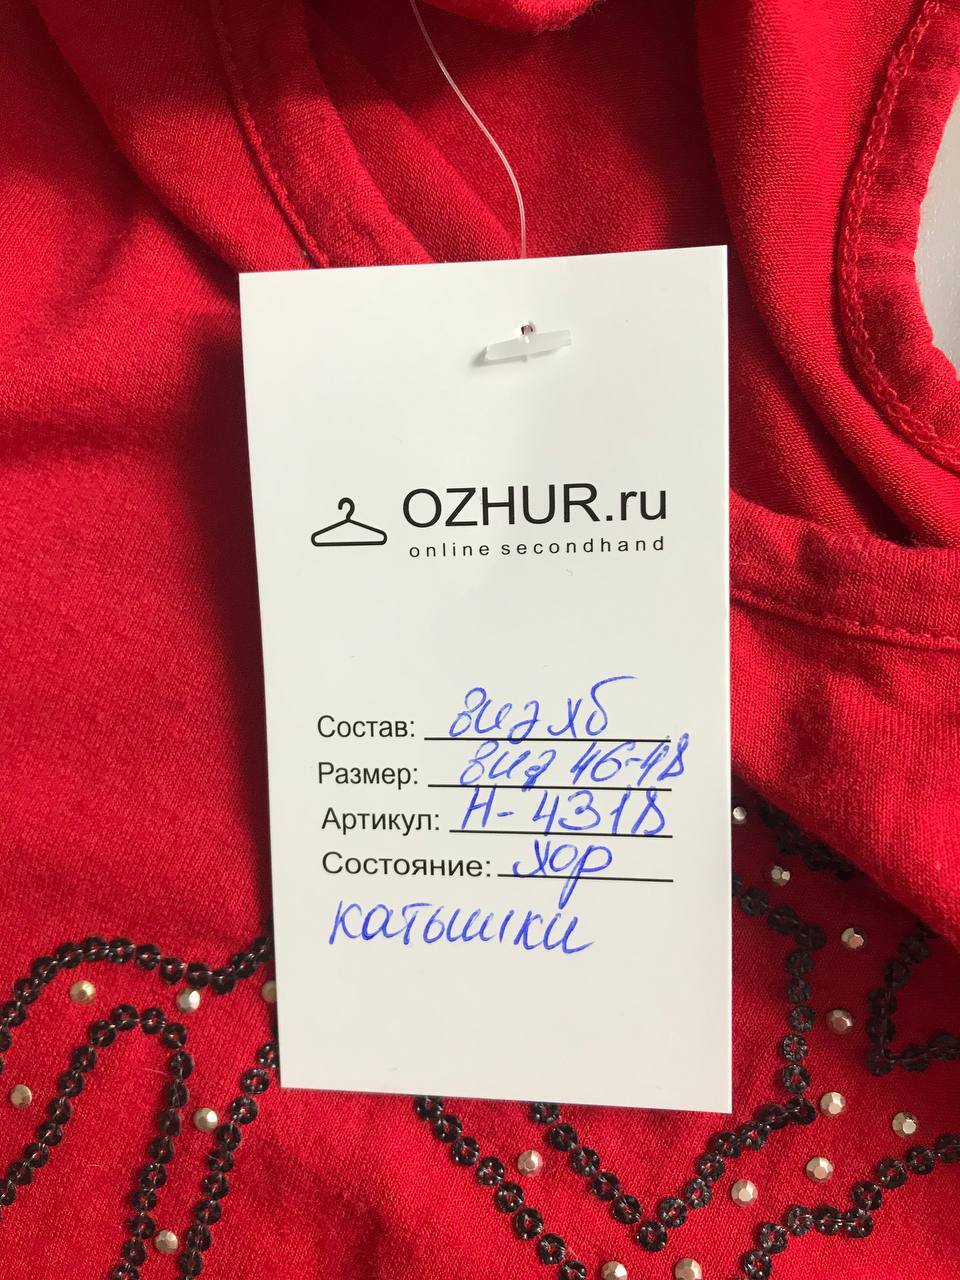 OZHUR.ru
online secondhand
Состав: виз хб
Размер: виз 46-48
Артикул: Н-4318
Состояние: хор
катышки